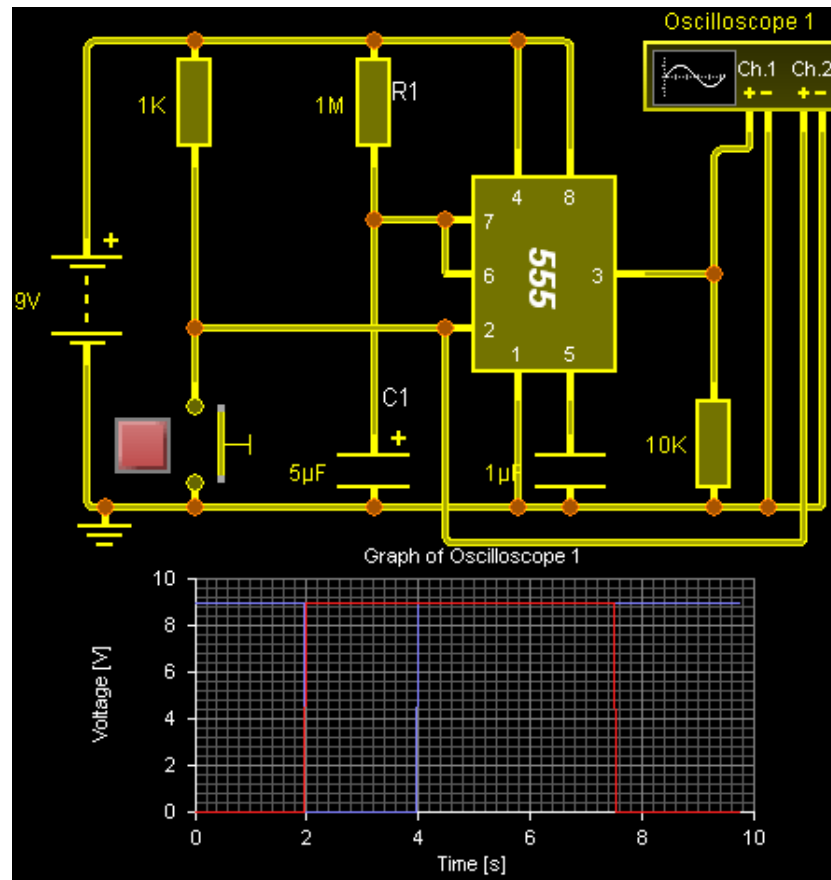 Oscilloscope 1
Ch.1 Ch.2
+ − + −
1K
1M
R1
4 8
7
6
555
3
2
1 5
+
9V
C1
+
5µF
1µF
10K
Graph of Oscilloscope 1
Voltage [V]
10
8
6
4
2
0
0 2 4 6 8 10
Time [s]